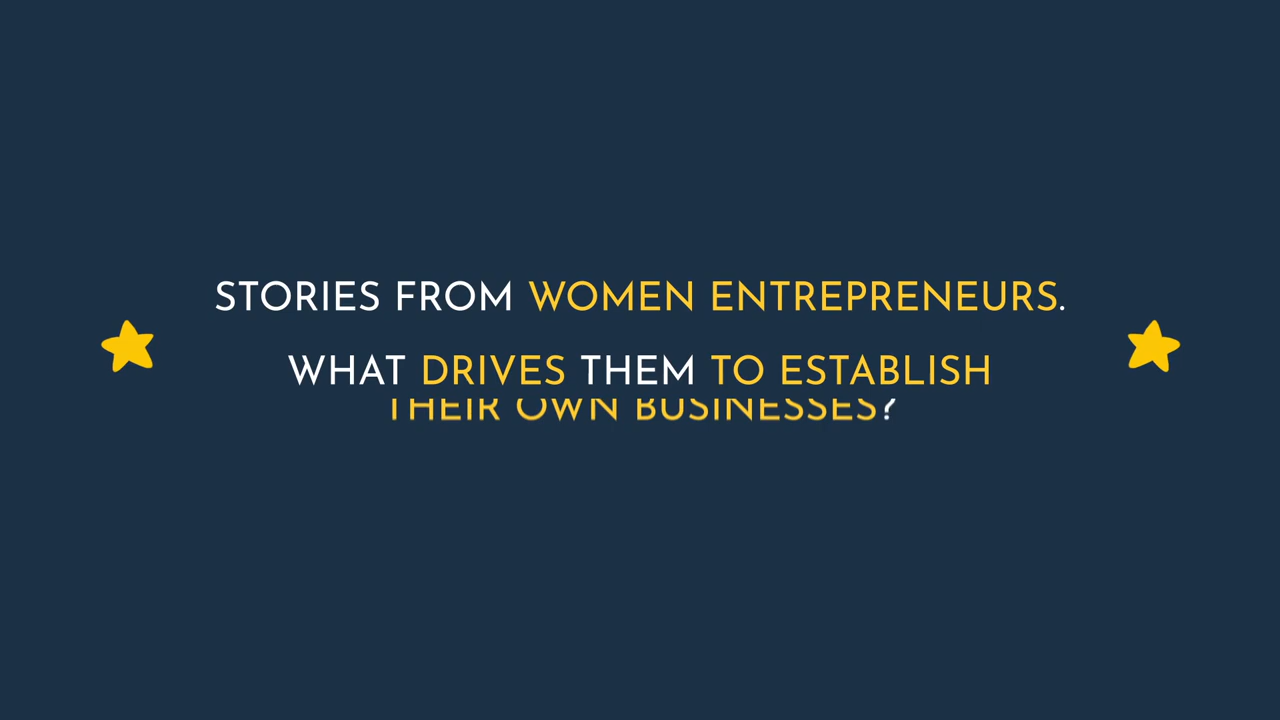 STORIES FROM WOMEN ENTREPRENEURS.
WHAT DRIVES THEM TO ESTABLISH
THEIR OWN BUSINESSES?